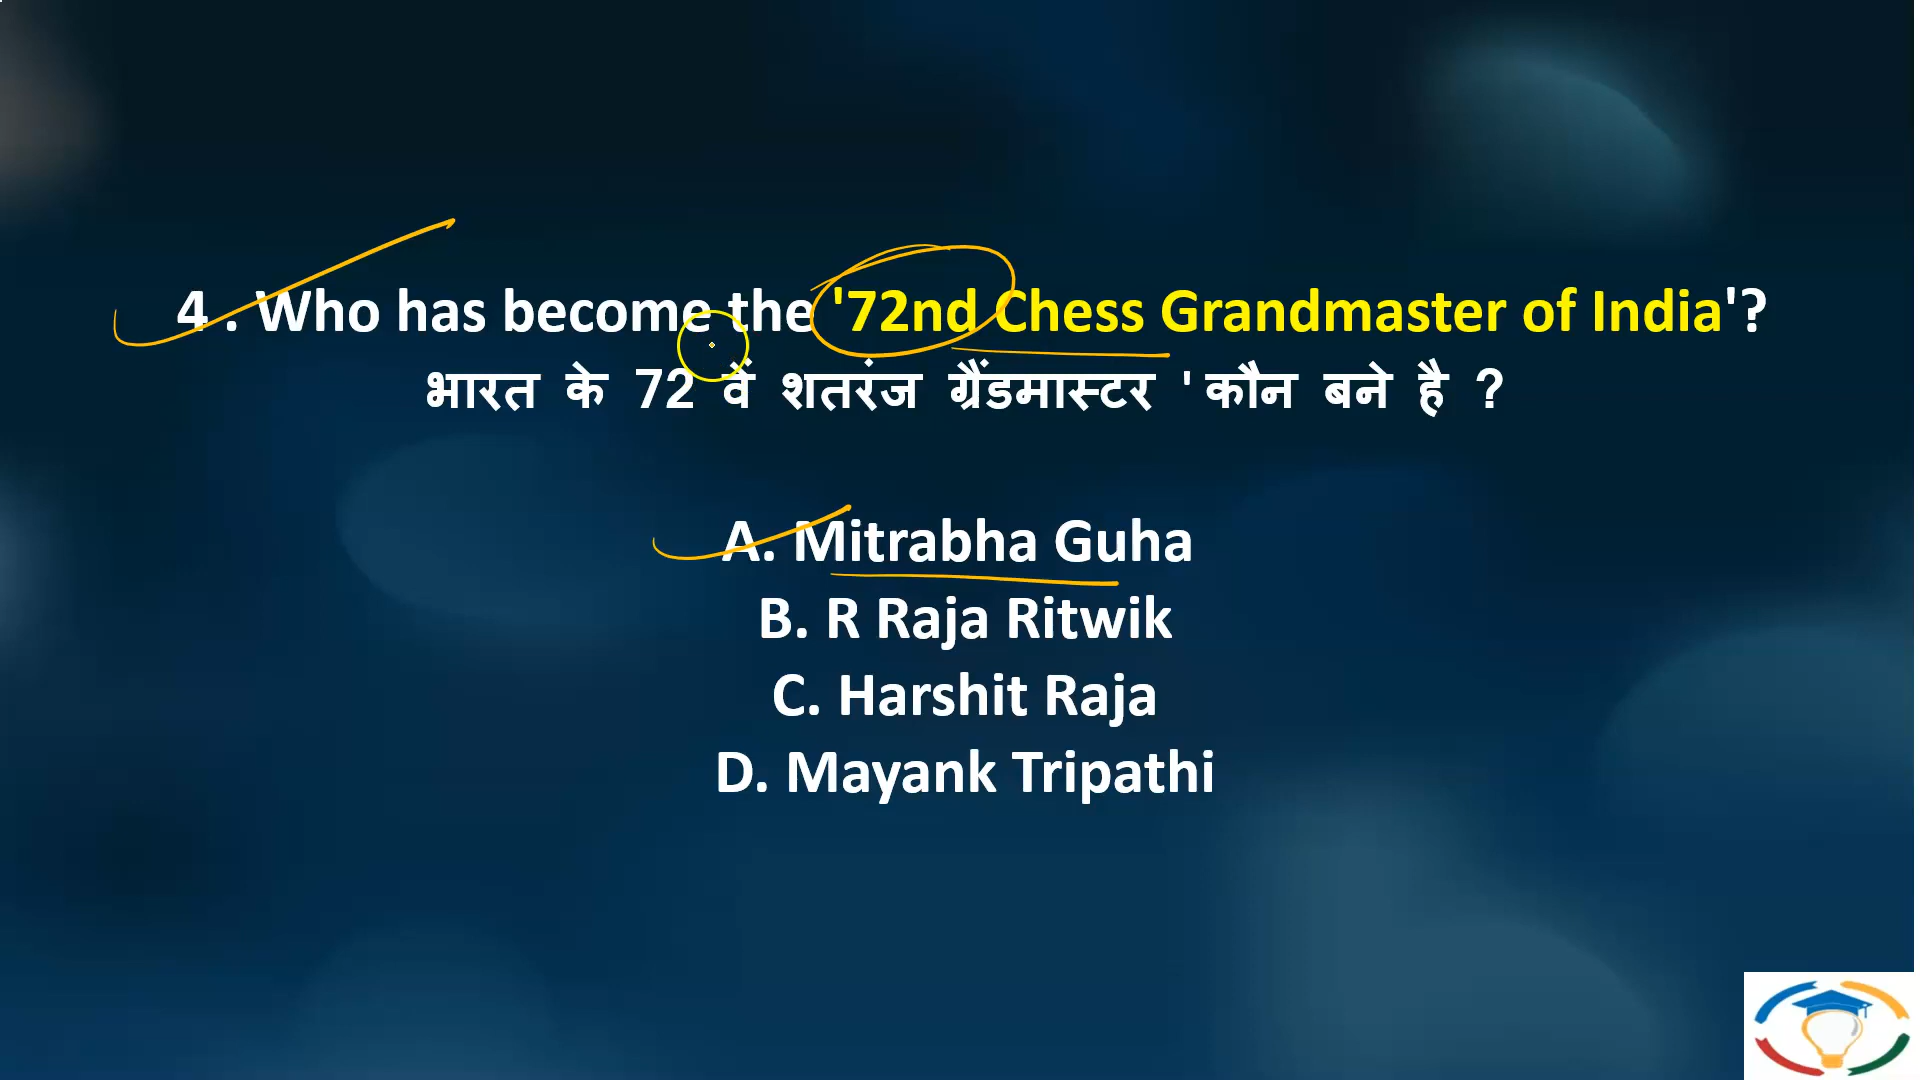 4 . Who has become the '72nd Chess Grandmaster of India'?
भारत के 72 वें शतरंज ग्रैंडमास्टर ' कौन बने है ?
A. Mitrabha Guha
B. R Raja Ritwik
C. Harshit Raja
D. Mayank Tripathi